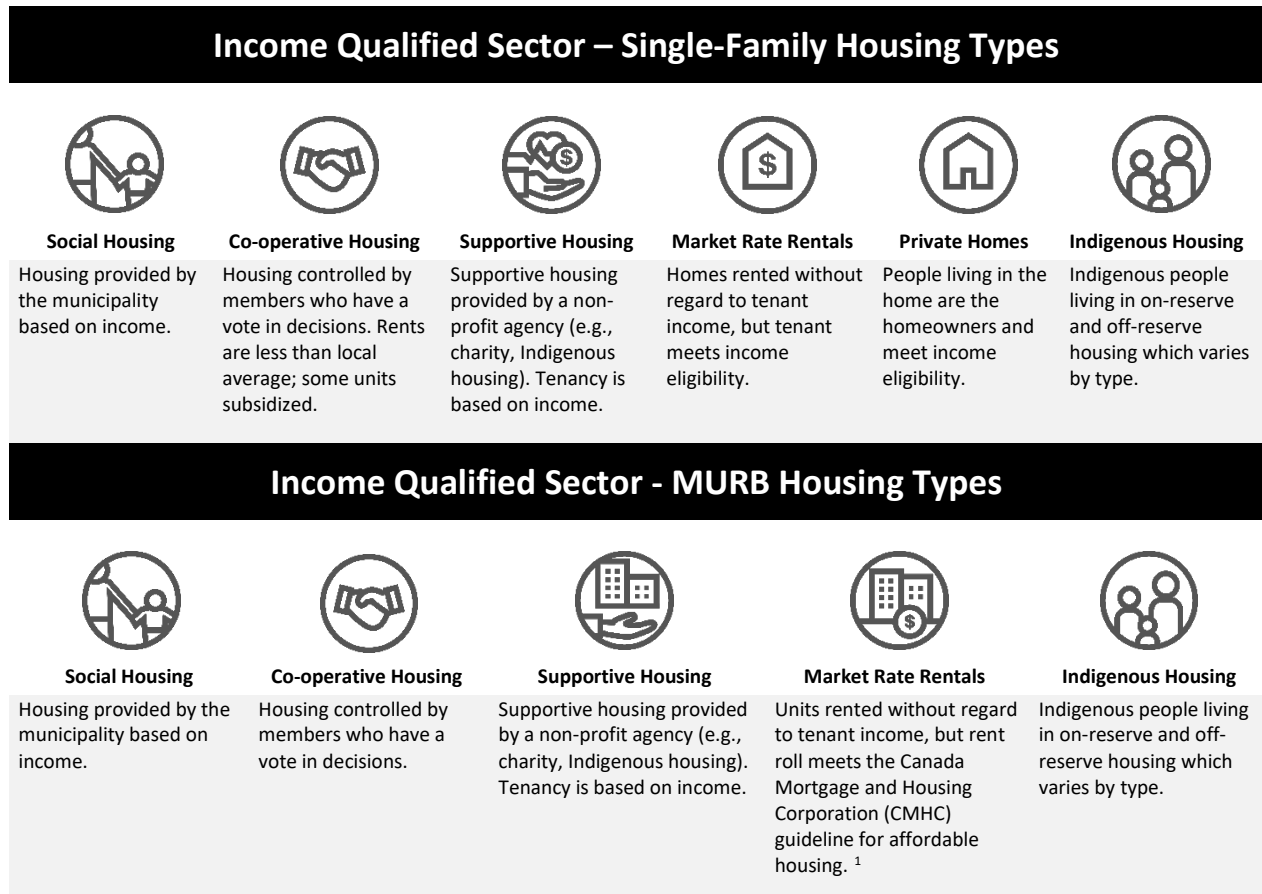 Income Qualified Sector – Single-Family Housing Types
$
$
Social Housing
Housing provided by
the municipality
based on income.
Co-operative Housing
Housing controlled by
members who have a
vote in decisions. Rents
are less than local
average; some units
subsidized.
Supportive Housing
Supportive housing
provided by a non-
profit agency (e.g.,
charity, Indigenous
housing). Tenancy is
based on income.
Market Rate Rentals
Homes rented without
regard to tenant
income, but tenant
meets income
eligibility.
Private Homes
People living in the
home are the
homeowners and
meet income
eligibility.
Indigenous Housing
Indigenous people
living in on-reserve
and off-reserve
housing which varies
by type.
Income Qualified Sector - MURB Housing Types
$
Social Housing
Housing provided by the
municipality based on
income.
Co-operative Housing
Housing controlled by
members who have a
vote in decisions.
Supportive Housing
Supportive housing provided
by a non-profit agency (e.g.,
charity, Indigenous housing).
Tenancy is based on income.
Market Rate Rentals
Units rented without regard
to tenant income, but rent
roll meets the Canada
Mortgage and Housing
Corporation (CMHC)
guideline for affordable
housing. 1
Indigenous Housing
Indigenous people living
in on-reserve and off-
reserve housing which
varies by type.